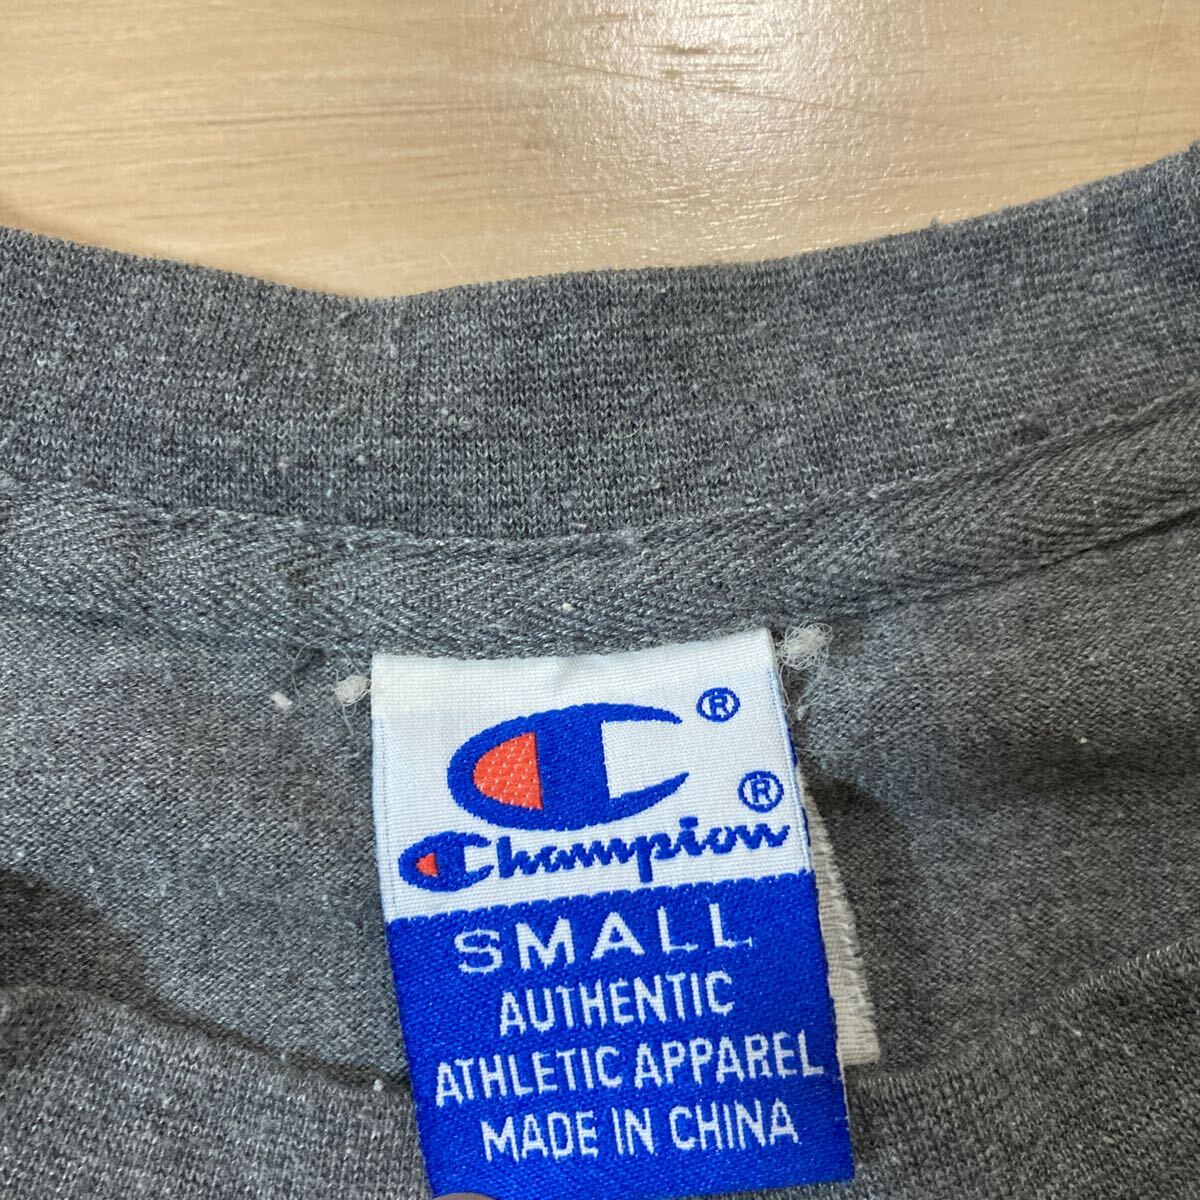 ®
®
Champion
SMALL
AUTHENTIC
ATHLETIC APPAREL
MADE IN CHINA